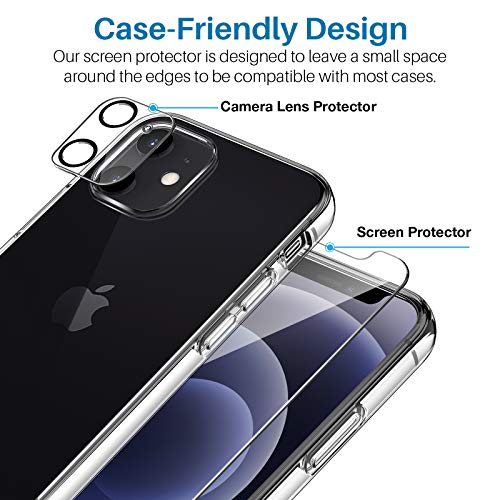 Case-Friendly Design
Our screen protector is designed to leave a small space
around the edges to be compatible with most cases.
Camera Lens Protector
Screen Protector